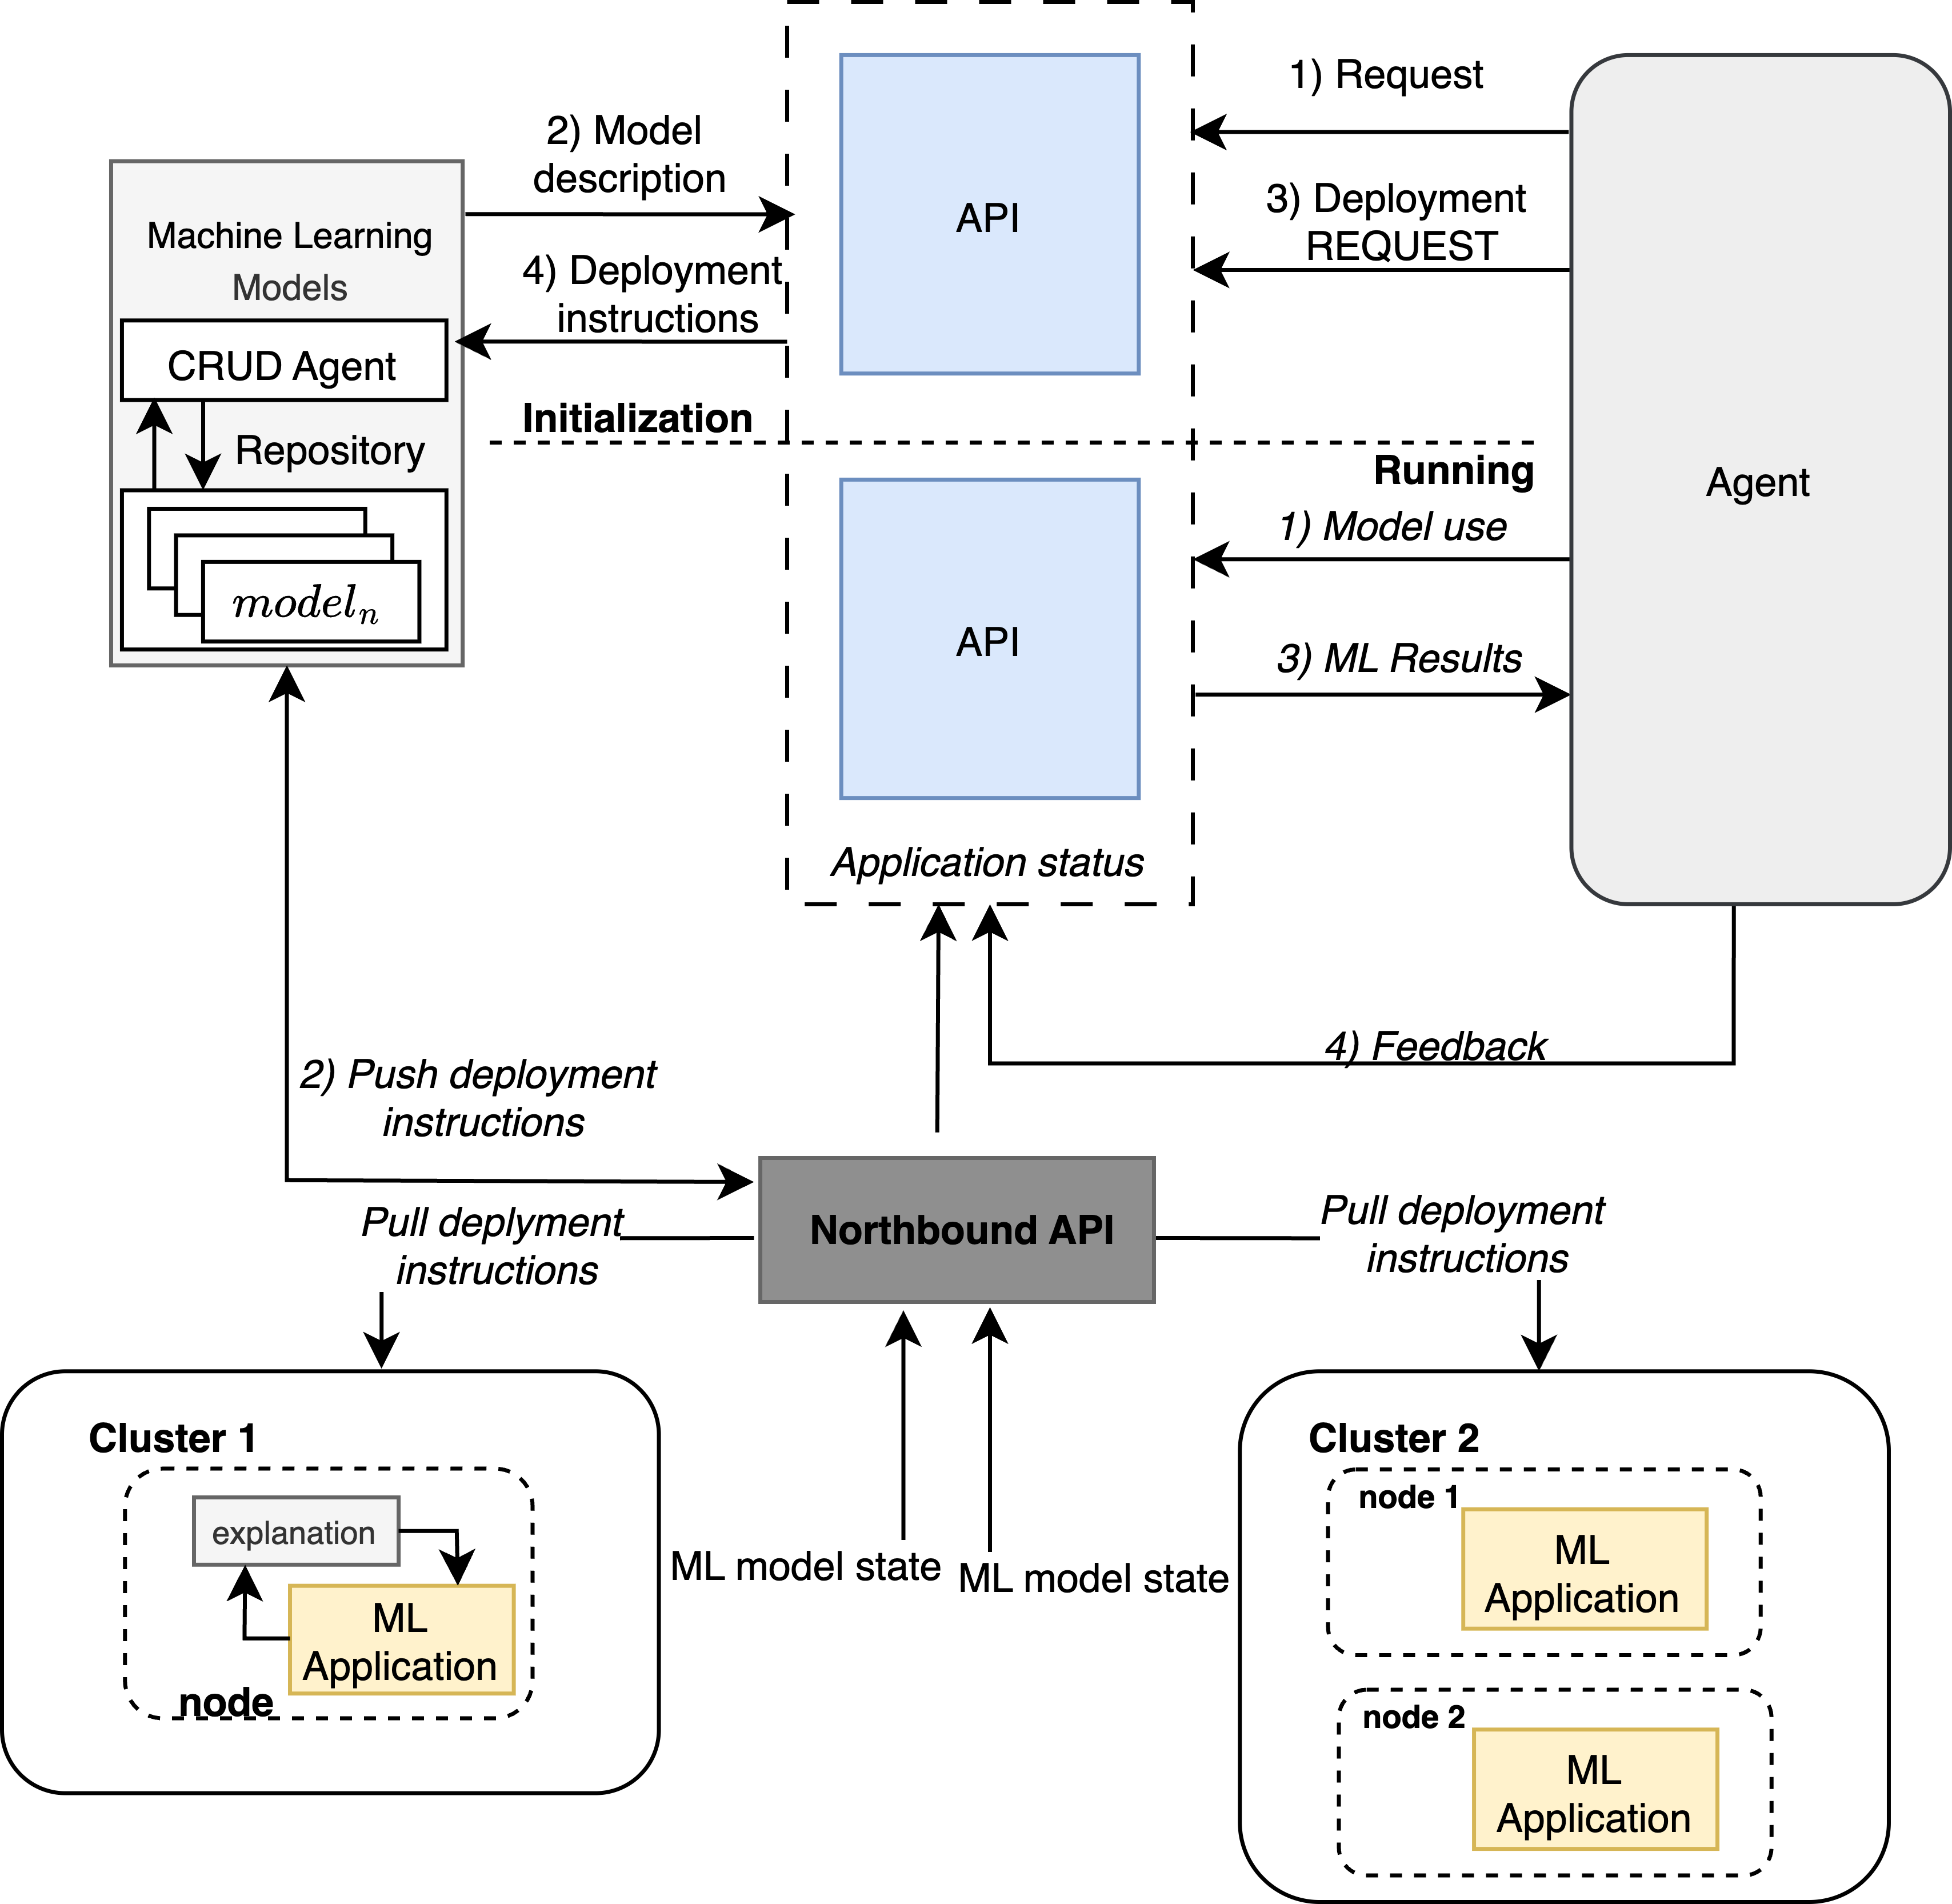 1) Request
2) Model
description
API
3) Deployment
REQUEST
Machine Learning
Models
4) Deployment
instructions
CRUD Agent
Initialization
Repository
Running
Agent
1) Model use
model_n
API
3) ML Results
Application status
4) Feedback
2) Push deployment
instructions
Pull deplyment
instructions
Northbound API
Pull deployment
instructions
Cluster 1
explanation
ML
Application
node
ML model state
ML model state
Cluster 2
node 1
ML
Application
node 2
ML
Application